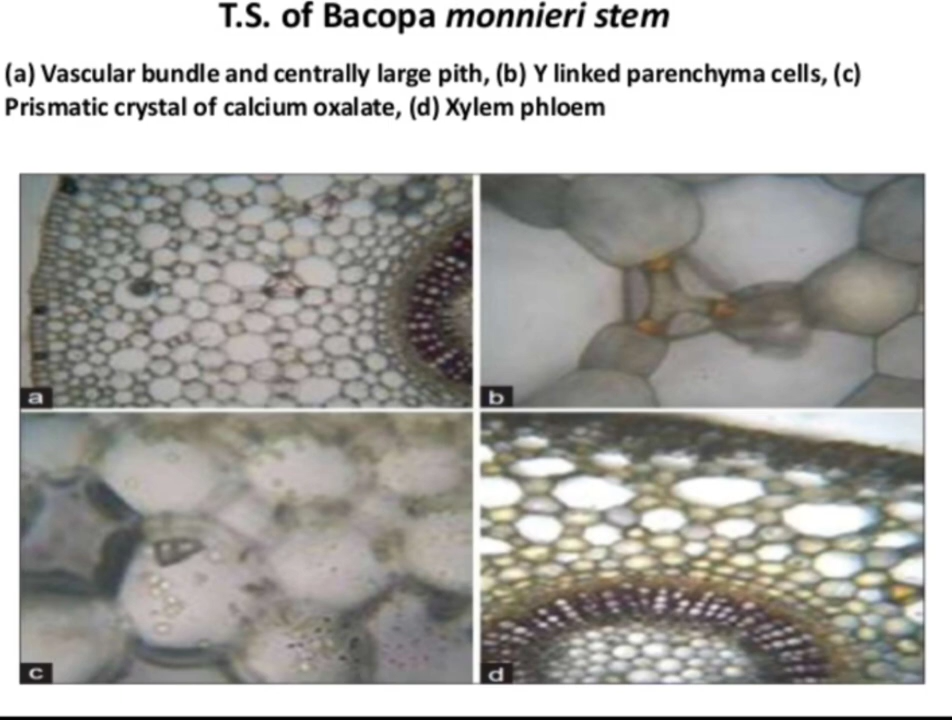 T.S. of Bacopa monnieri stem
(a) Vascular bundle and centrally large pith, (b) Y linked parenchyma cells, (c)
Prismatic crystal of calcium oxalate, (d) Xylem phloem
a
b
c
d